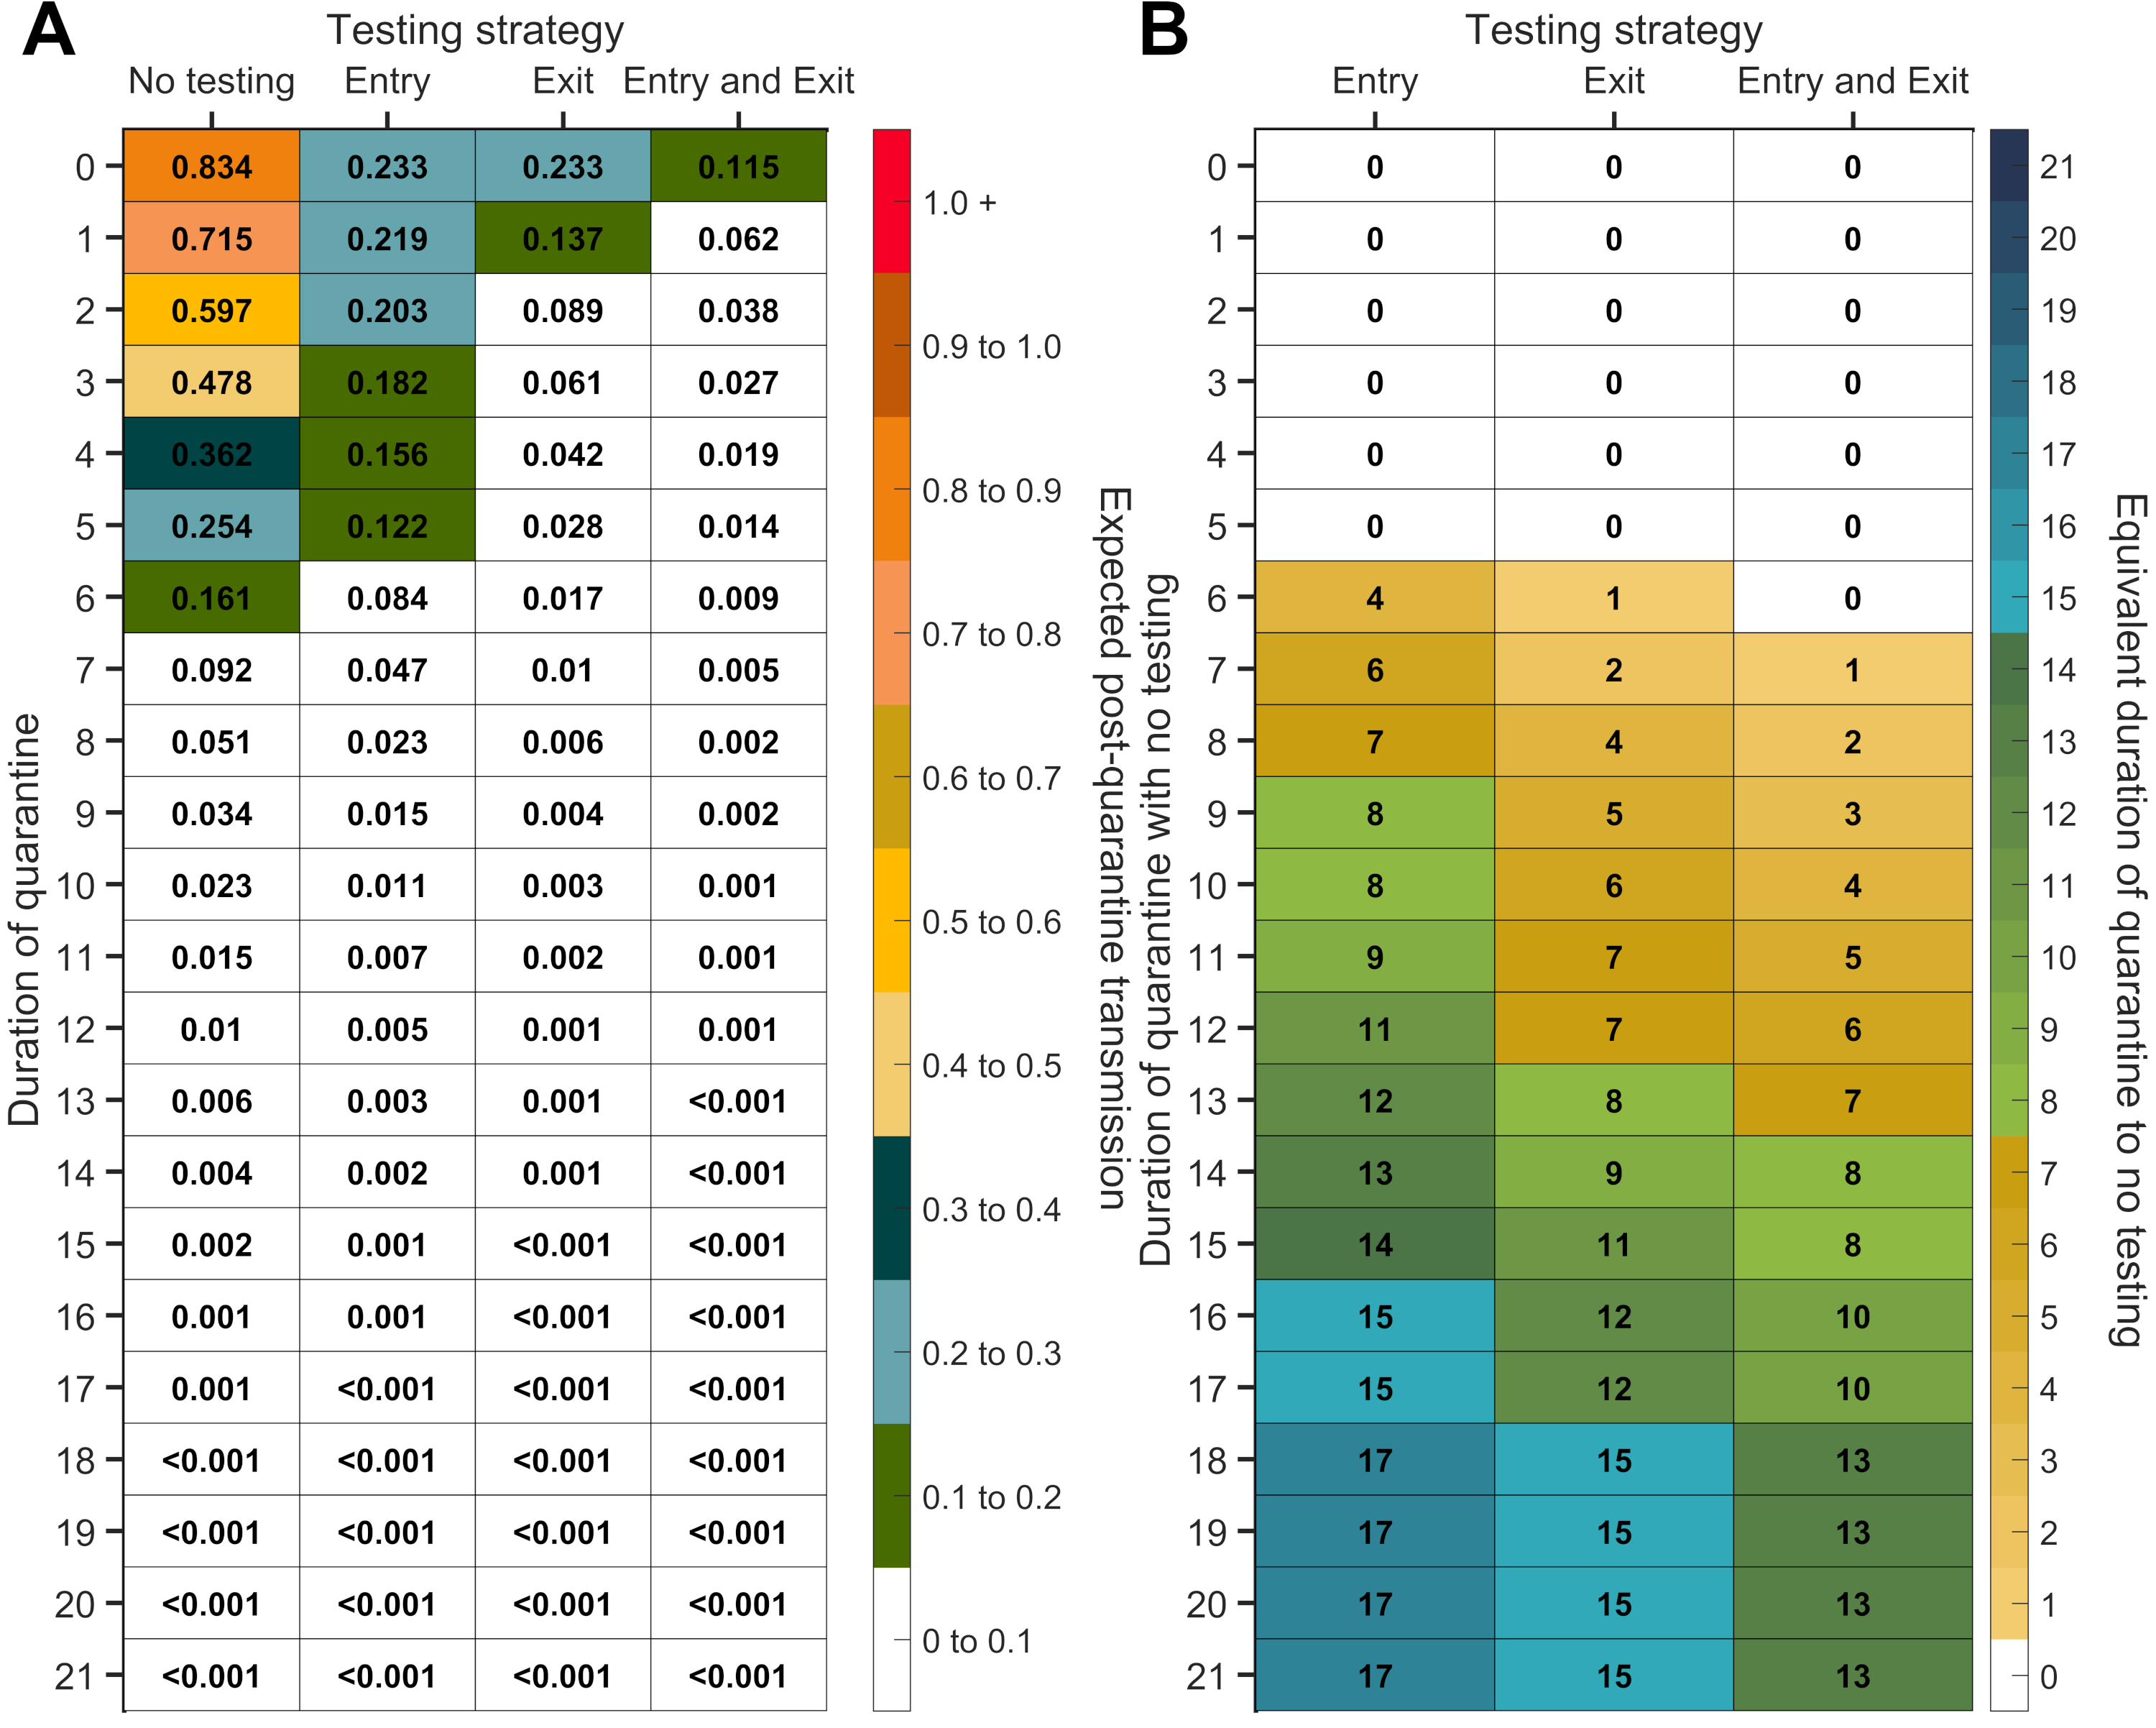 A
Testing strategy
No testing Entry Exit Entry and Exit
Duration of quarantine
0 0.834 0.233 0.233 0.115
1 0.715 0.219 0.137 0.062
2 0.597 0.203 0.089 0.038
3 0.478 0.182 0.061 0.027
4 0.362 0.156 0.042 0.019
5 0.254 0.122 0.028 0.014
6 0.161 0.084 0.017 0.009
7 0.092 0.047 0.01 0.005
8 0.051 0.023 0.006 0.002
9 0.034 0.015 0.004 0.002
10 0.023 0.011 0.003 0.001
11 0.015 0.007 0.002 0.001
12 0.01 0.005 0.001 0.001
13 0.006 0.003 0.001 <0.001
14 0.004 0.002 0.001 <0.001
15 0.002 0.001 <0.001 <0.001
16 0.001 0.001 <0.001 <0.001
17 0.001 <0.001 <0.001 <0.001
18 <0.001 <0.001 <0.001 <0.001
19 <0.001 <0.001 <0.001 <0.001
20 <0.001 <0.001 <0.001 <0.001
21 <0.001 <0.001 <0.001 <0.001
1.0 +
0.9 to 1.0
0.8 to 0.9
0.7 to 0.8
0.6 to 0.7
0.5 to 0.6
0.4 to 0.5
0.3 to 0.4
0.2 to 0.3
0.1 to 0.2
0 to 0.1
Expected post-quarantine transmission
B
Testing strategy
Entry Exit Entry and Exit
Duration of quarantine with no testing
0 0 0 0
1 0 0 0
2 0 0 0
3 0 0 0
4 0 0 0
5 0 0 0
6 4 1 0
7 6 2 1
8 7 4 2
9 8 5 3
10 8 6 4
11 9 7 5
12 11 7 6
13 12 8 7
14 13 9 8
15 14 11 8
16 15 12 10
17 15 12 10
18 17 15 13
19 17 15 13
20 17 15 13
21 17 15 13
21
20
19
18
17
16
15
14
13
12
11
10
9
8
7
6
5
4
3
2
1
0
Equivalent duration of quarantine to no testing